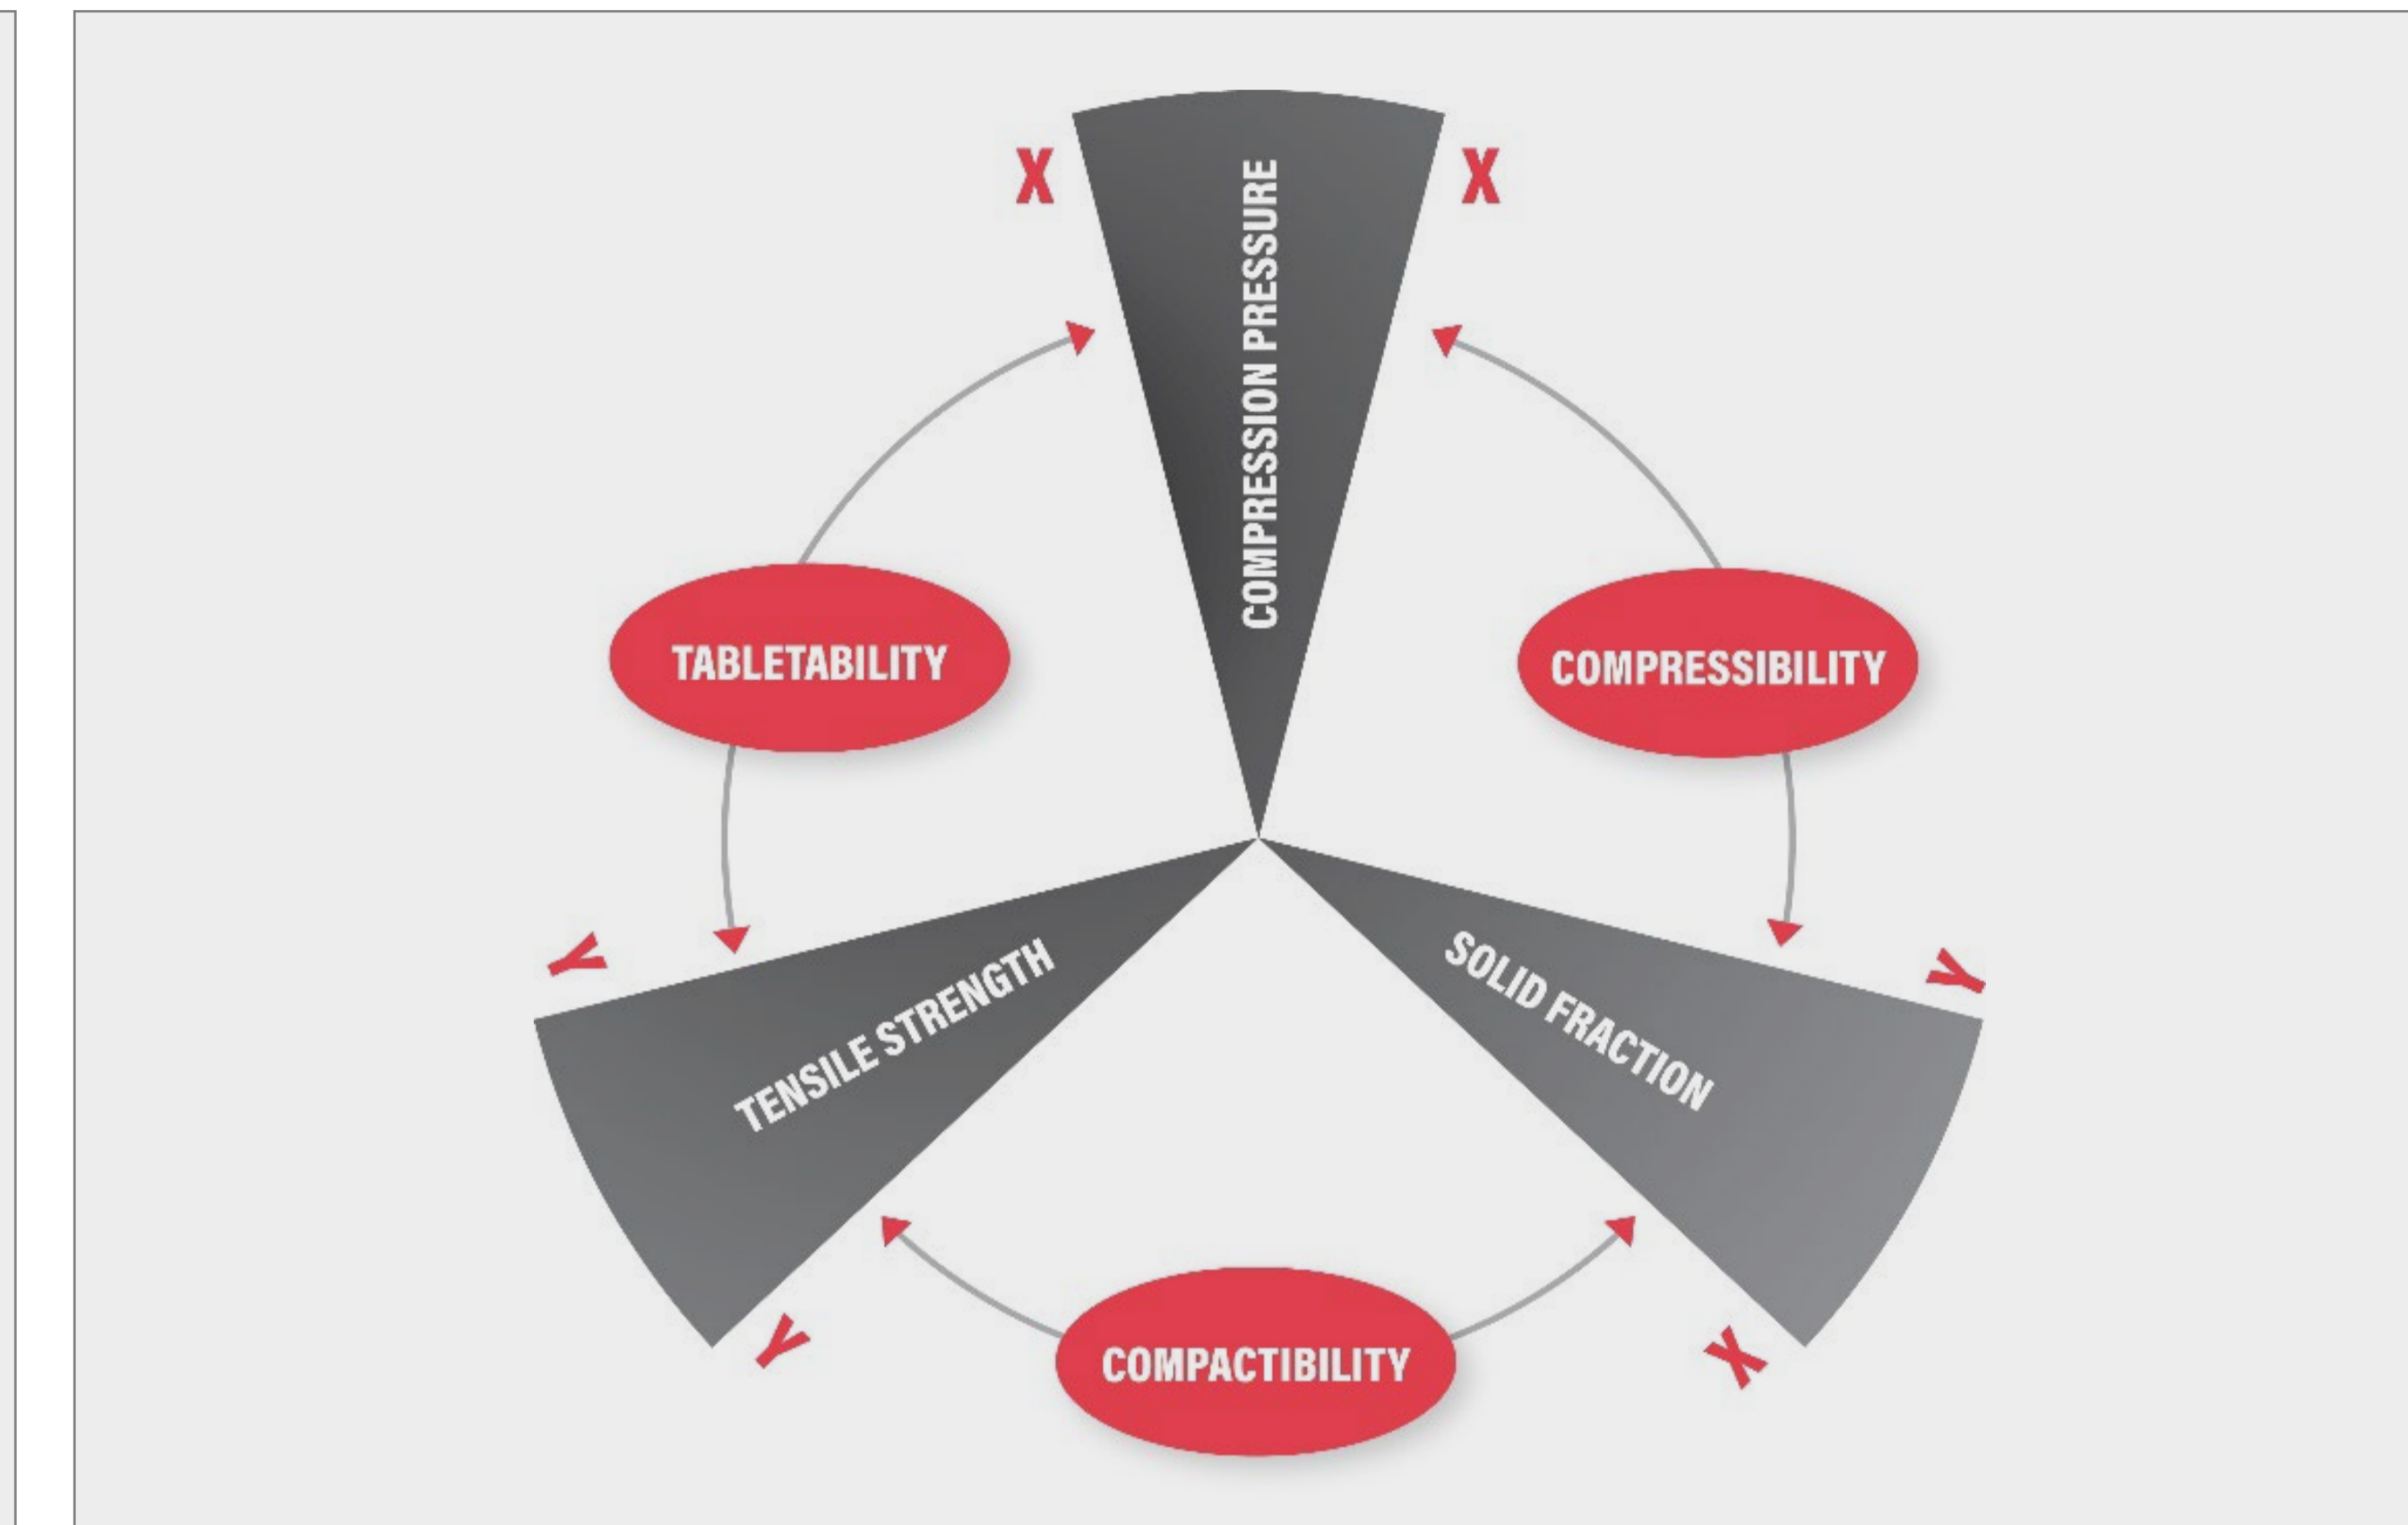 X
X
COMPRESSION PRESSURE
TABLETABILITY
COMPRESSIBILITY
Y
TENSILE STRENGTH
SOLID FRACTION
Y
Y
COMPACTIBILITY
X